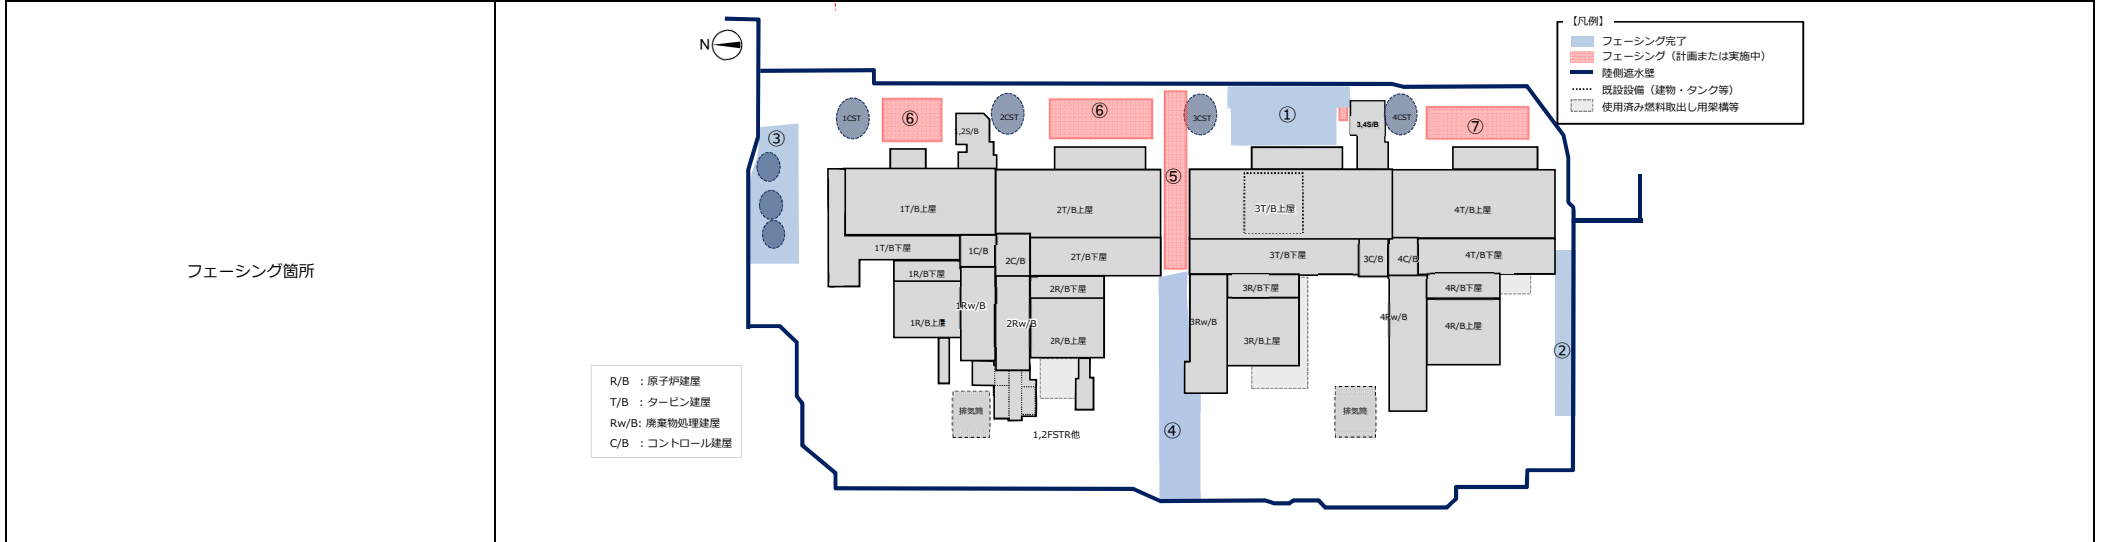 フェーシング箇所
N
【凡例】
フェーシング完了
フェーシング（計画または実施中）
陸側遮水壁
既設設備（建物・タンク等）
使用済み燃料取出し用架構等
1CST
⑥
2CST
⑥
3CST
①
3,4S/B
4CST
⑦
③
1,2S/B
⑤
1T/B上屋
2T/B上屋
3T/B上屋
4T/B上屋
1T/B下屋
1C/B
2C/B
2T/B下屋
3T/B下屋
3C/B
4C/B
4T/B下屋
1R/B下屋
2R/B下屋
3R/B下屋
4R/B下屋
1Rw/B
1R/B上屋
2Rw/B
2R/B上屋
3Rw/B
3R/B上屋
4Rw/B
4R/B上屋
②
R/B ：原子炉建屋
T/B ：タービン建屋
Rw/B: 廃棄物処理建屋
C/B ：コントロール建屋
排気筒
1,2FSTR他
④
排気筒